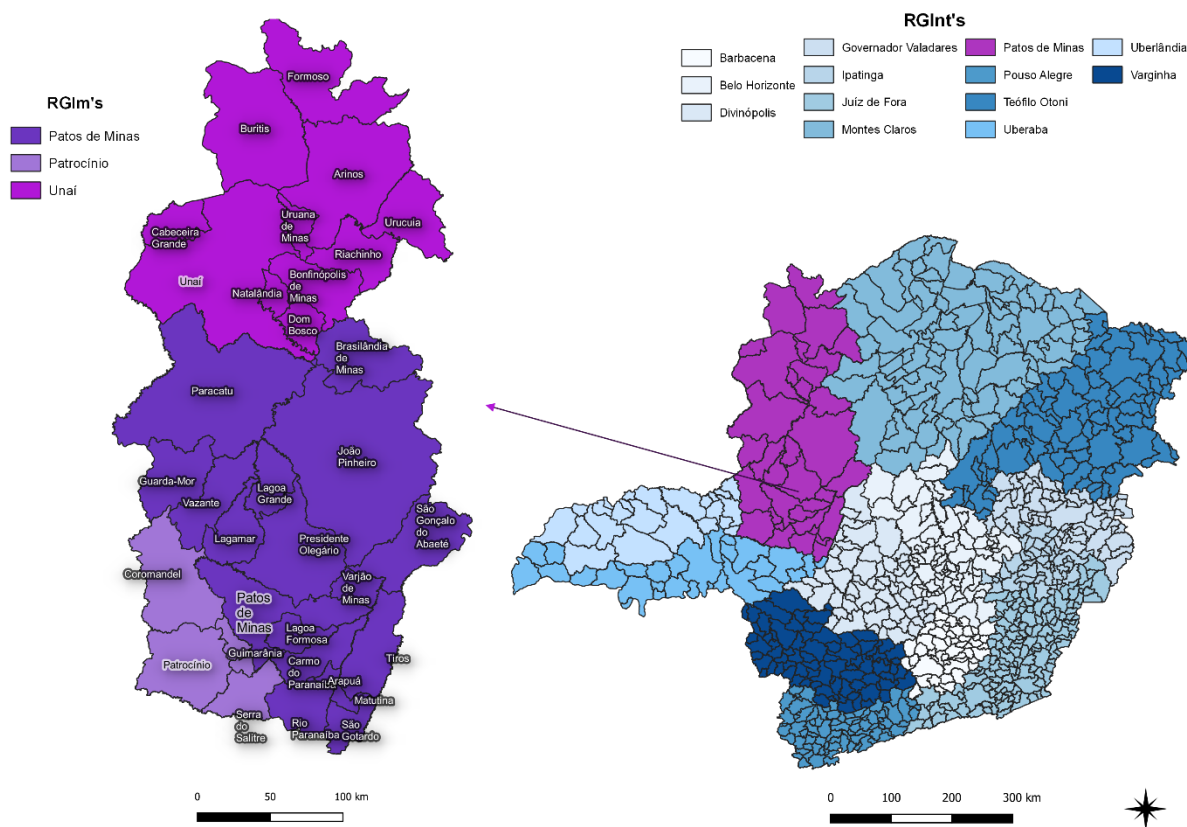 RGIm's
Patos de Minas
Patrocínio
Unaí
Formoso
Buritis
Arinos
Uruana
de
Minas
Urucuia
Cabeceira
Grande
Riachinho
Unaí
Bonfinópolis
de
Minas
Natalândia
Dom
Bosco
Brasilândia
de
Minas
Paracatu
João
Pinheiro
Guarda-Mor
Vazante
Lagoa
Grande
São
Gonçalo
do
Abaeté
Lagamar
Presidente
Olegário
Coromandel
Varjão
de
Minas
Patos
de
Minas
Lagoa
Formosa
Guimarânia
Patrocínio
Carmo
do
Paranaíba
Tiros
Arapuá
Matutina
Serra
do
Salitre
Rio
Paranaíba
São
Gotardo
0 50 100 km
RGInt's
Barbacena
Belo Horizonte
Divinópolis
Governador Valadares
Ipatinga
Juíz de Fora
Montes Claros
Patos de Minas
Pouso Alegre
Teófilo Otoni
Uberaba
Uberlândia
Varginha
0 100 200 300 km